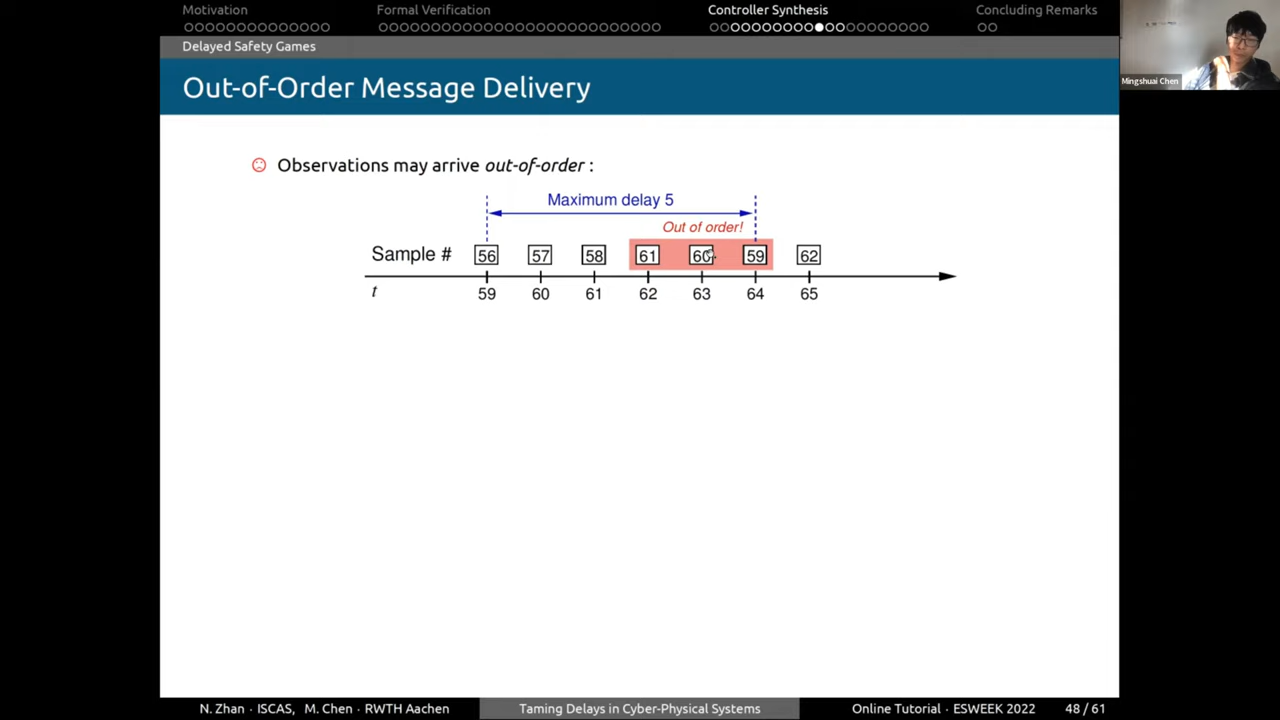 Motivation Formal Verification Controller Synthesis Concluding Remarks
Delayed Safety Games
Out-of-Order Message Delivery
Mingshuai Chen
Observations may arrive out-of-order :
Maximum delay 5
Out of order!
Sample # 56 57 58 61 60 59 62
t 59 60 61 62 63 64 65
N. Zhan · ISCAS, M. Chen · RWTH Aachen Taming Delays in Cyber-Physical Systems Online Tutorial · ESWEEK 2022 48 / 61